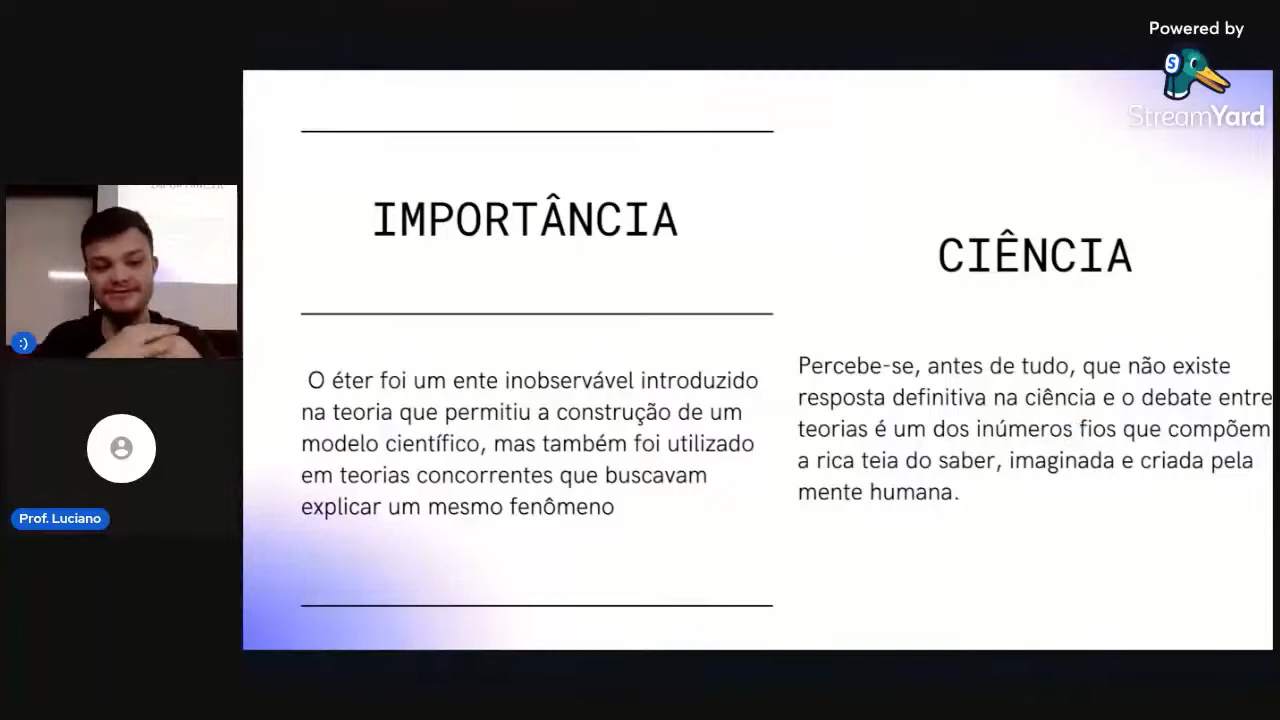 Powered by
S
StreamYard
IMPORTÂNCIA
O éter foi um ente inobservável introduzido
na teoria que permitiu a construção de um
modelo científico, mas também foi utilizado
em teorias concorrentes que buscavam
explicar um mesmo fenômeno
CIÊNCIA
Percebe-se, antes de tudo, que não existe
resposta definitiva na ciência e o debate entre
teorias é um dos inúmeros fios que compõem
a rica teia do saber, imaginada e criada pela
mente humana.
:)
Prof. Luciano